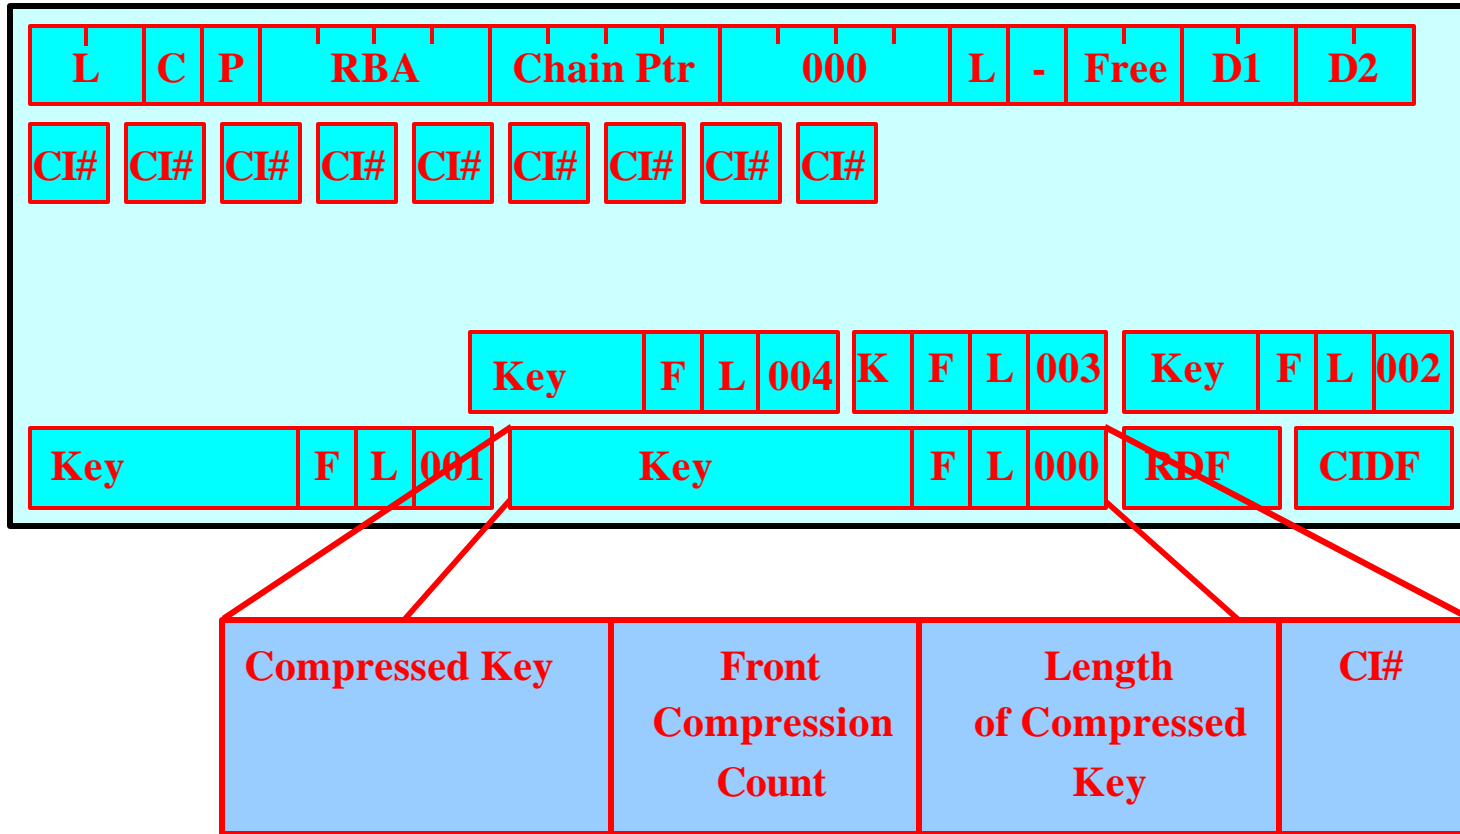 L C P RBA Chain Ptr 000 L - Free D1 D2
CI# CI# CI# CI# CI# CI# CI# CI# CI#
Key F L 004 K F L 003 Key F L 002
Key F L 001 Key F L 000 RDF CIDF
Compressed Key Front Length CI#
Compression of Compressed
Count Key